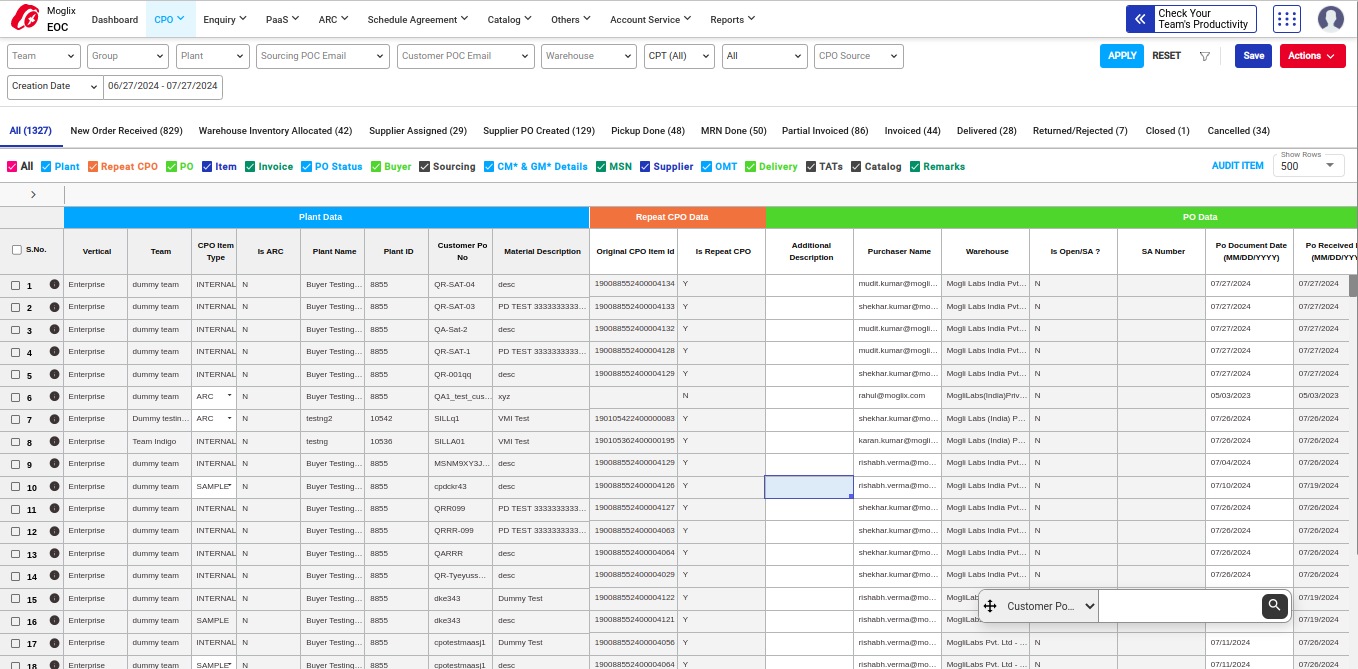 Moglix
EOC
Dashboard CPO Enquiry PaaS ARC Schedule Agreement Catalog Others Account Service Reports
Check Your
Team's Productivity
Team Group Plant Sourcing POC Email Customer POC Email Warehouse CPT (All) All CPO Source APPLY RESET Save Actions
Creation Date 06/27/2024 - 07/27/2024
All (1327) New Order Received (829) Warehouse Inventory Allocated (42) Supplier Assigned (29) Supplier PO Created (129) Pickup Done (48) MRN Done (50) Partial Invoiced (86) Invoiced (44) Delivered (28) Returned/Rejected (7) Closed (1) Cancelled (34)
All Plant Repeat CPO PO Item Invoice PO Status Buyer Sourcing CM* & GM* Details MSN Supplier OMT Delivery TATs Catalog Remarks AUDIT ITEM Show Rows 500
Plant Data Repeat CPO Data PO Data
S.No. Vertical Team CPO Item Type Is ARC Plant Name Plant ID Customer Po No Material Description Original CPO Item Id Is Repeat CPO Additional Description Purchaser Name Warehouse Is Open/SA ? SA Number Po Document Date (MM/DD/YYYY) Po Received (MM/DD/YYY
1 Enterprise dummy team INTERNAL N Buyer Testing... 8855 QR-SAT-04 desc 190088552400004134 Y mudit.kumar@mogli... Mogli Labs India Pvt... N 07/27/2024 07/27/2024
2 Enterprise dummy team INTERNAL N Buyer Testing... 8855 QR-SAT-03 PD TEST 3333333333... 190088552400004133 Y shekhar.kumar@mo... Mogli Labs India Pvt... N 07/27/2024 07/27/2024
3 Enterprise dummy team INTERNAL N Buyer Testing... 8855 QA-Sat-2 desc 190088552400004132 Y mudit.kumar@mogli... Mogli Labs India Pvt... N 07/27/2024 07/27/2024
4 Enterprise dummy team INTERNAL N Buyer Testing... 8855 QR-SAT-1 PD TEST 3333333333... 190088552400004128 Y mudit.kumar@mogli... Mogli Labs India Pvt... N 07/27/2024 07/27/2024
5 Enterprise dummy team INTERNAL N Buyer Testing... 8855 QR-001qq desc 190088552400004129 Y shekhar.kumar@mo... Mogli Labs India Pvt... N 07/27/2024 07/27/2024
6 Enterprise dummy team ARC N Buyer Testing... 8855 QA1_test_cus... xyz N rahul@moglix.com MogliLabs(India)Priv... N 05/03/2023 05/03/2023
7 Enterprise Dummy testin... ARC N testng2 10542 SILLq1 VMI Test 190105422400000083 Y shekhar.kumar@mo... Mogli Labs (India) P... N 07/26/2024 07/26/2024
8 Enterprise Team Indigo INTERNAL N testng 10536 SILLA01 VMI Test 190105362400000195 Y karan.kumar@mogli... Mogli Labs (India) P... N 07/26/2024 07/26/2024
9 Enterprise dummy team INTERNAL N Buyer Testing... 8855 MSNM9XY3J... desc 190088552400004129 Y rishabh.verma@mo... Mogli Labs India Pvt... N 07/04/2024 07/26/2024
10 Enterprise dummy team SAMPLE N Buyer Testing... 8855 cpdckr43 desc 190088552400004126 Y rishabh.verma@mo... Mogli Labs India Pvt... N 07/10/2024 07/19/2024
11 Enterprise dummy team INTERNAL N Buyer Testing... 8855 QRR099 PD TEST 3333333333... 190088552400004127 Y shekhar.kumar@mo... Mogli Labs India Pvt... N 07/26/2024 07/26/2024
12 Enterprise dummy team INTERNAL N Buyer Testing... 8855 QRRR-099 PD TEST 3333333333... 190088552400004063 Y shekhar.kumar@mo... Mogli Labs India Pvt... N 07/26/2024 07/26/2024
13 Enterprise dummy team INTERNAL N Buyer Testing... 8855 QARRR desc 190088552400004064 Y shekhar.kumar@mo... Mogli Labs India Pvt... N 07/26/2024 07/26/2024
14 Enterprise dummy team INTERNAL N Buyer Testing... 8855 QR-Tyeyuss... desc 190088552400004029 Y shekhar.kumar@mo... Mogli Labs India Pvt... N 07/26/2024 07/26/2024
15 Enterprise dummy team INTERNAL N Buyer Testing... 8855 dke343 Dummy Test 190088552400004122 Y rishabh.verma@mo... MogliLab 07/19/2024
Customer Po...
16 Enterprise dummy team SAMPLE N Buyer Testing... 8855 dke343 desc 190088552400004121 Y rishabh.verma@mo... 07/19/2024
17 Enterprise dummy team INTERNAL N Buyer Testing... 8855 cpotestmaasj1 Dummy Test 190088552400004056 Y rishabh.verma@mo... MogliLabs Pvt. Ltd - ... N 07/11/2024 07/26/2024
18 Enterprise dummy team SAMPLE N Buyer Testing... 8855 cpotestmaasj1 desc 190088552400004064 Y rishabh.verma@mo... MogliLabs Pvt. Ltd - ... N 07/11/2024 07/26/2024